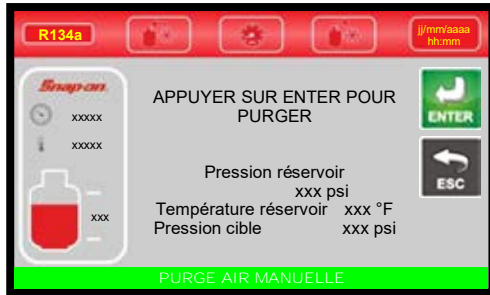 R134a
jj/mm/aaaa
hh:mm
Snap-on
xxxxx
xxxxx
xxx
APPUYER SUR ENTER POUR
PURGER
Pression réservoir
xxx psi
Température réservoir xxx °F
Pression cible xxx psi
ENTER
ESC
PURGE AIR MANUELLE